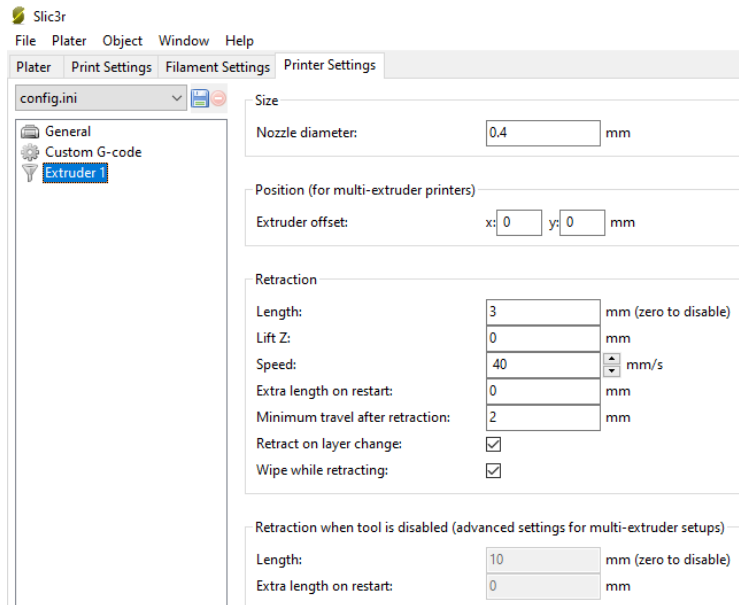 Slic3r
File Plater Object Window Help
Plater Print Settings Filament Settings Printer Settings
config.ini
General
Custom G-code
Extruder 1
Size
Nozzle diameter: 0.4 mm
Position (for multi-extruder printers)
Extruder offset: x: 0 y: 0 mm
Retraction
Length: 3 mm (zero to disable)
Lift Z: 0 mm
Speed: 40 mm/s
Extra length on restart: 0 mm
Minimum travel after retraction: 2 mm
Retract on layer change:
Wipe while retracting:
Retraction when tool is disabled (advanced settings for multi-extruder setups)
Length: 10 mm (zero to disable)
Extra length on restart: 0 mm